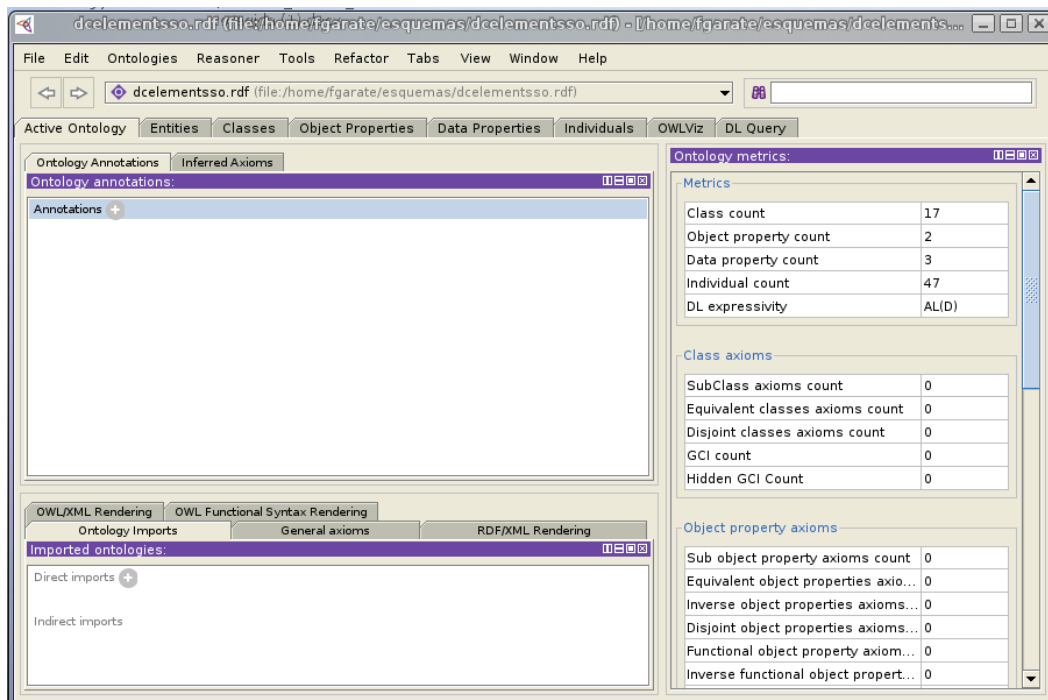 dcelementsso.rdf (file:/home/fgarate/esquemas/dcelementsso.rdf) - [/home/fgarate/esquemas/dcelements....
File Edit Ontologies Reasoner Tools Refactor Tabs View Window Help
dcelementsso.rdf (file:/home/fgarate/esquemas/dcelementsso.rdf)
Active Ontology Entities Classes Object Properties Data Properties Individuals OWLViz DL Query
Ontology Annotations Inferred Axioms
Ontology annotations:
Annotations
OWL/XML Rendering OWL Functional Syntax Rendering
Ontology Imports General axioms RDF/XML Rendering
Imported ontologies:
Direct imports
Indirect imports
Ontology metrics:
Metrics
Class count 17
Object property count 2
Data property count 3
Individual count 47
DL expressivity AL(D)
Class axioms
SubClass axioms count 0
Equivalent classes axioms count 0
Disjoint classes axioms count 0
GCI count 0
Hidden GCI Count 0
Object property axioms
Sub object property axioms count 0
Equivalent object properties axio... 0
Inverse object properties axioms... 0
Disjoint object properties axioms... 0
Functional object property axiom... 0
Inverse functional object propert... 0